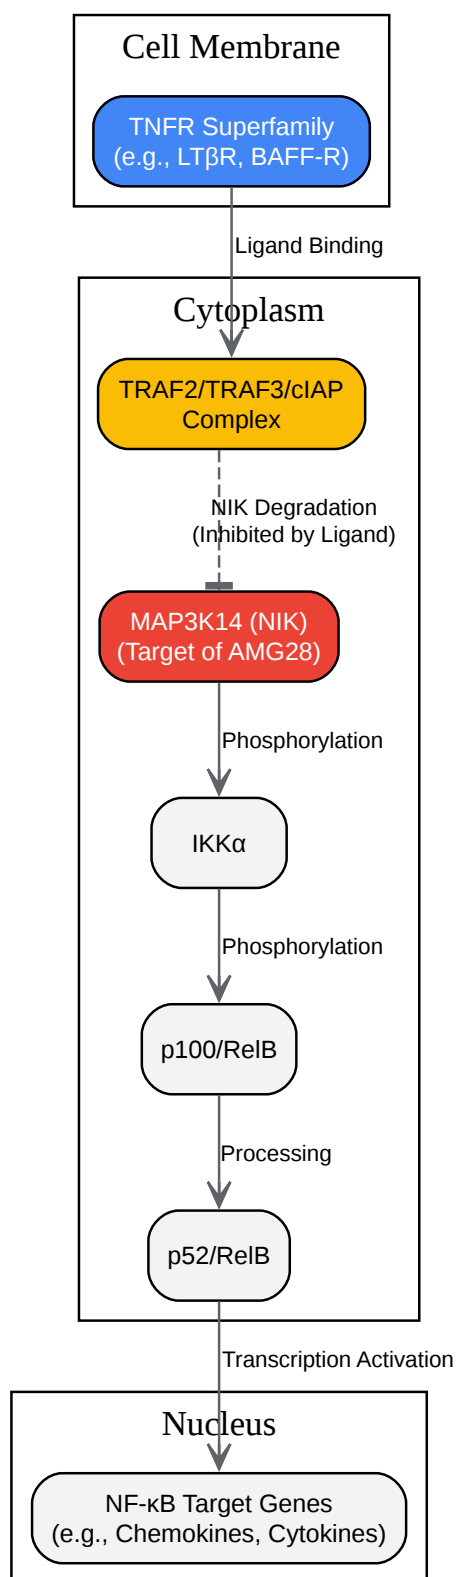 Cell Membrane
TNFR Superfamily
(e.g., LTβR, BAFF-R)
Ligand Binding
Cytoplasm
TRAF2/TRAF3/cIAP
Complex
NIK Degradation
(Inhibited by Ligand)
MAP3K14 (NIK)
(Target of AMG28)
Phosphorylation
IKKα
Phosphorylation
p100/RelB
Processing
p52/RelB
Transcription Activation
Nucleus
NF-κB Target Genes
(e.g., Chemokines, Cytokines)